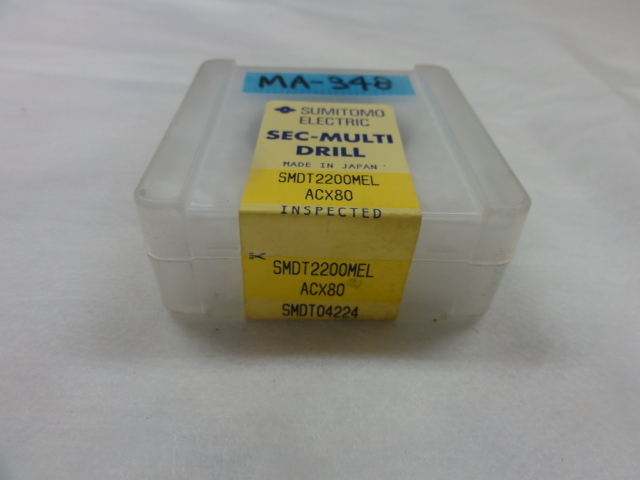 MA-348
SUMITOMO
ELECTRIC
SEC-MULTI
DRILL
MADE IN JAPAN
SMDT2200MEL
ACX80
INSPECTED
SMDT2200MEL
ACX80
SMDT04224